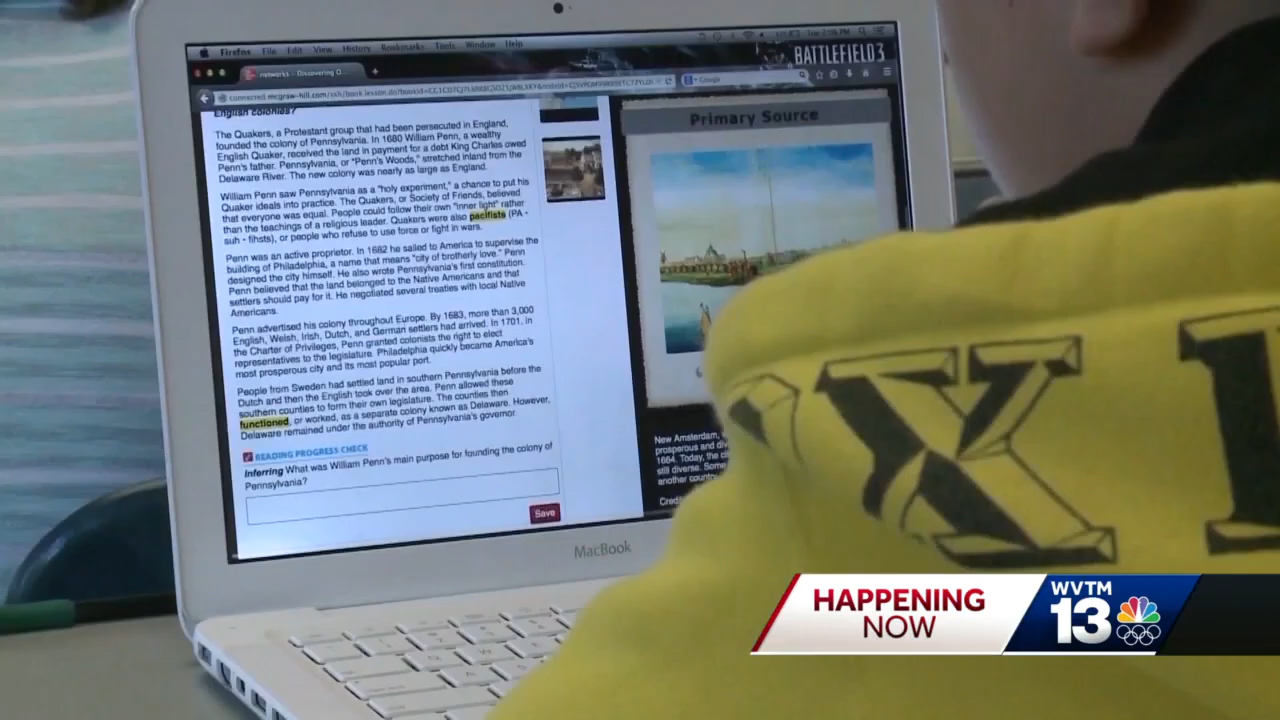 Firefox File Edit View History Bookmarks Tools Window Help
BATTLEFIELD 3
networks - Discovering O...
Google
English colonies?
The Quakers, a Protestant group that had been persecuted in England,
founded the colony of Pennsylvania. In 1680 William Penn, a wealthy
English Quaker, received the land in payment for a debt King Charles owed
Penn's father. Pennsylvania, or "Penn's Woods," stretched inland from the
Delaware River. The new colony was nearly as large as England.
William Penn saw Pennsylvania as a "holy experiment," a chance to put his
Quaker ideals into practice. The Quakers, or Society of Friends, believed
that everyone was equal. People could follow their own "inner light" rather
than the teachings of a religious leader. Quakers were also pacifists (PA -
suh - fihsts), or people who refuse to use force or fight in wars.
Penn was an active proprietor. In 1682 he sailed to America to supervise the
building of Philadelphia, a name that means "city of brotherly love." Penn
designed the city himself. He also wrote Pennsylvania's first constitution.
Penn believed that the land belonged to the Native Americans and that
settlers should pay for it. He negotiated several treaties with local Native
Americans.
Penn advertised his colony throughout Europe. By 1683, more than 3,000
English, Welsh, Irish, Dutch, and German settlers had arrived. In 1701, in
the Charter of Privileges, Penn granted colonists the right to elect
representatives to the legislature. Philadelphia quickly became America's
most prosperous city and its most popular port.
People from Sweden had settled land in southern Pennsylvania before the
Dutch and then the English took over the area. Penn allowed these
southern counties to form their own legislature. The counties then
functioned, or worked, as a separate colony known as Delaware. However,
Delaware remained under the authority of Pennsylvania's governor.
READING PROGRESS CHECK
Inferring What was William Penn's main purpose for founding the colony of
Pennsylvania?
Save
Primary Source
New Amsterdam,
prosperous and div
1664. Today, the ci
still diverse. Some
another countr
Credi
MacBook
X
HAPPENING
NOW
WVTM
13